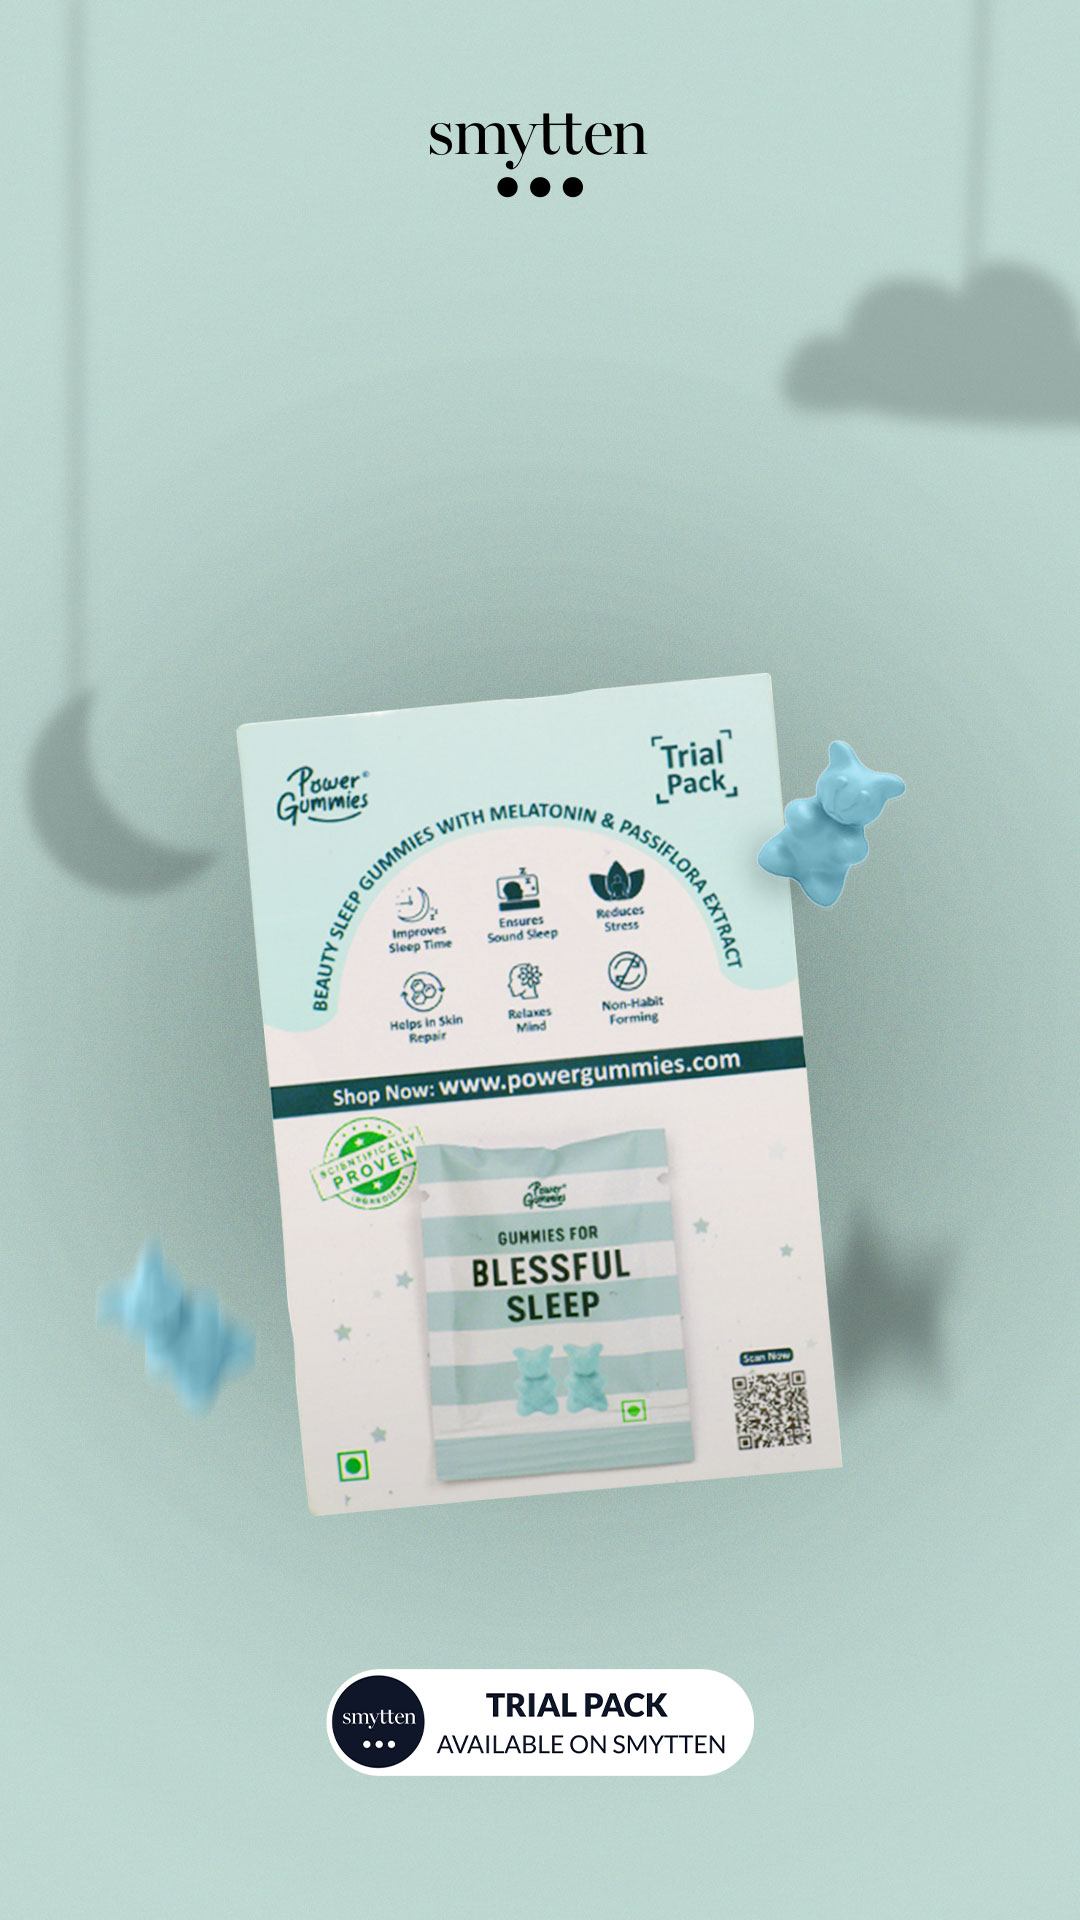 smytten
Power®
Gummies
Trial
Pack
BEAUTY SLEEP GUMMIES WITH MELATONIN & PASSIFLORA EXTRACT
Improves
Sleep Time
Ensures
Sound Sleep
Reduces
Stress
Helps in Skin
Repair
Relaxes
Mind
Non-Habit
Forming
Shop Now: www.powergummies.com
SCIENTIFICALLY
PROVEN
INGREDIENTS
Power®
Gummies
GUMMIES FOR
BLESSFUL
SLEEP
Scan Now
smytten
TRIAL PACK
AVAILABLE ON SMYTTEN